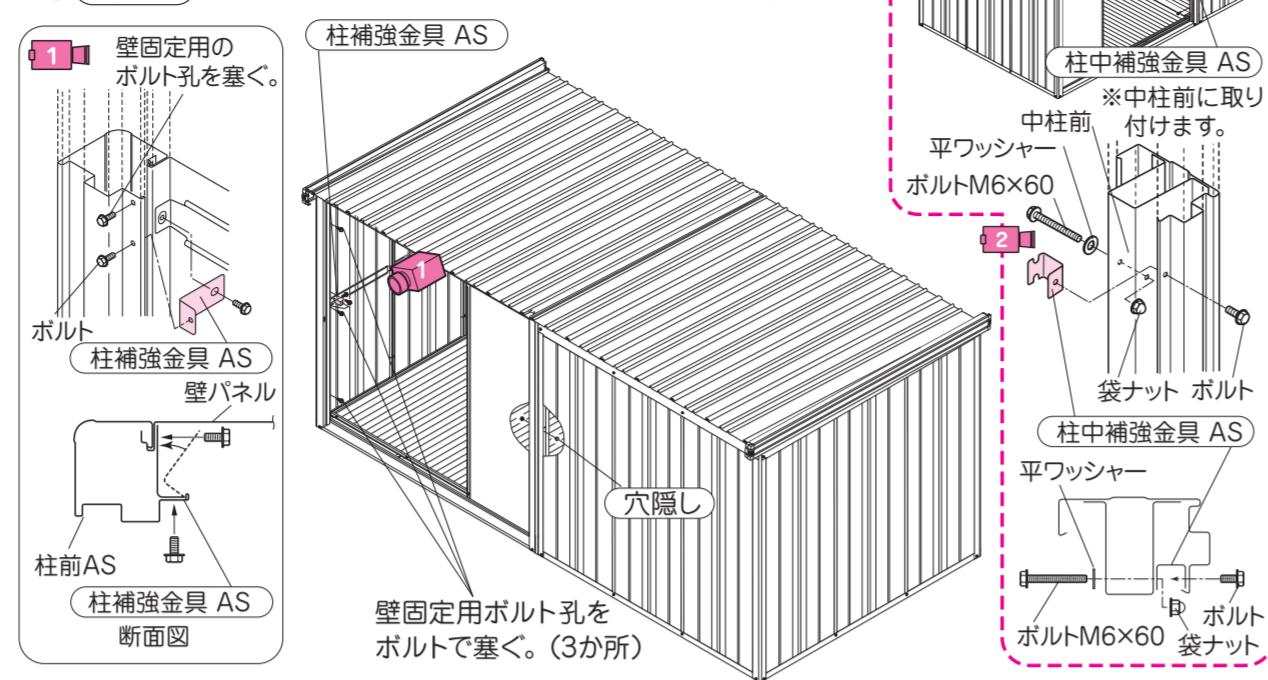 1
壁固定用の
ボルト孔を塞ぐ。
ボルト
柱補強金具 AS
壁パネル
柱前AS
柱補強金具 AS
断面図
柱補強金具 AS
1
穴隠し
壁固定用ボルト孔を
ボルトで塞ぐ。(3か所)
柱中補強金具 AS
※中柱前に取り
付けます。
中柱前
平ワッシャー
ボルトM6×60
2
袋ナット
ボルト
柱中補強金具 AS
平ワッシャー
ボルトM6×60
ボルト
袋ナット